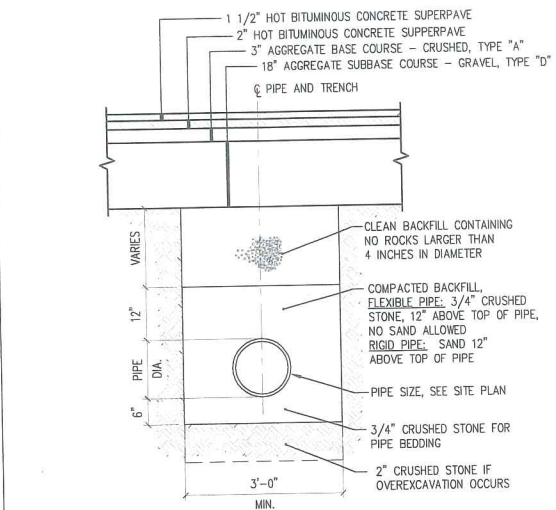 1 1/2" HOT BITUMINOUS CONCRETE SUPERPAVE
2" HOT BITUMINOUS CONCRETE SUPPERPAVE
3" AGGREGATE BASE COURSE – CRUSHED, TYPE "A"
18" AGGREGATE SUBBASE COURSE – GRAVEL, TYPE "D"
℄ PIPE AND TRENCH
VARIES
CLEAN BACKFILL CONTAINING
NO ROCKS LARGER THAN
4 INCHES IN DIAMETER
12"
COMPACTED BACKFILL,
FLEXIBLE PIPE: 3/4" CRUSHED
STONE, 12" ABOVE TOP OF PIPE,
NO SAND ALLOWED
RIGID PIPE: SAND 12"
ABOVE TOP OF PIPE
PIPE
DIA.
PIPE SIZE, SEE SITE PLAN
6"
3/4" CRUSHED STONE FOR
PIPE BEDDING
2" CRUSHED STONE IF
OVEREXCAVATION OCCURS
3'-0"
MIN.